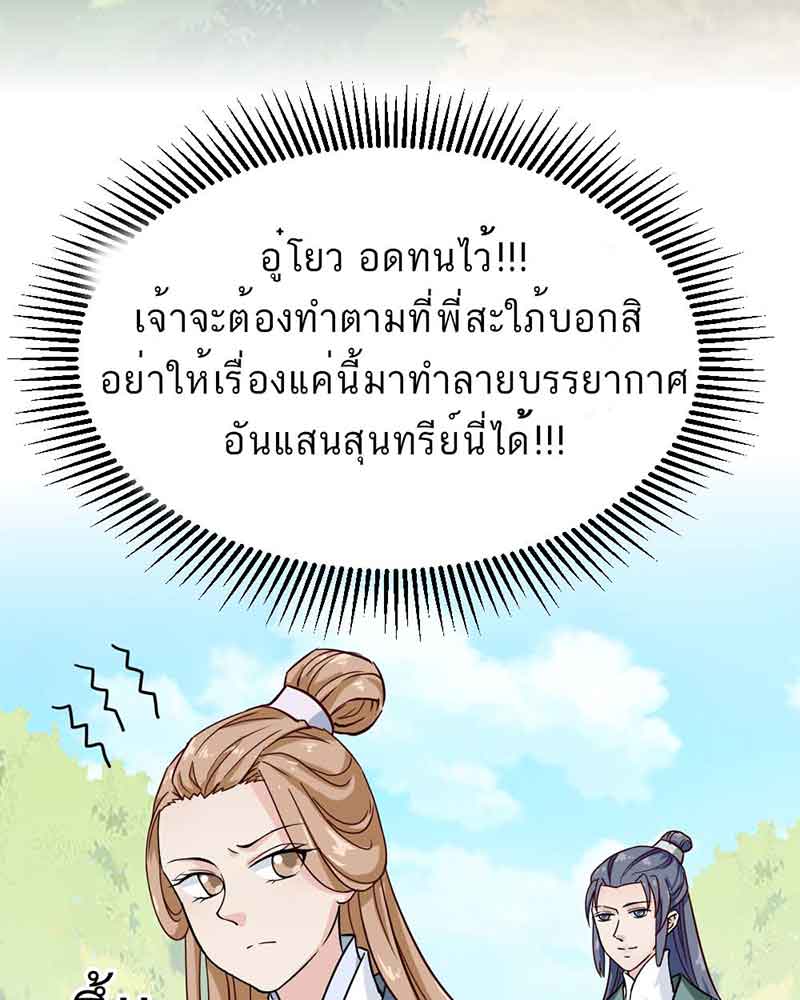 อู๋โยว อดทนไว้!!!
เจ้าจะต้องทำตามที่พี่สะใภ้บอกสิ
อย่าให้เรื่องแค่นี้มาทำลายบรรยากาศ
อันแสนสุนทรีย์นี่ได้!!!